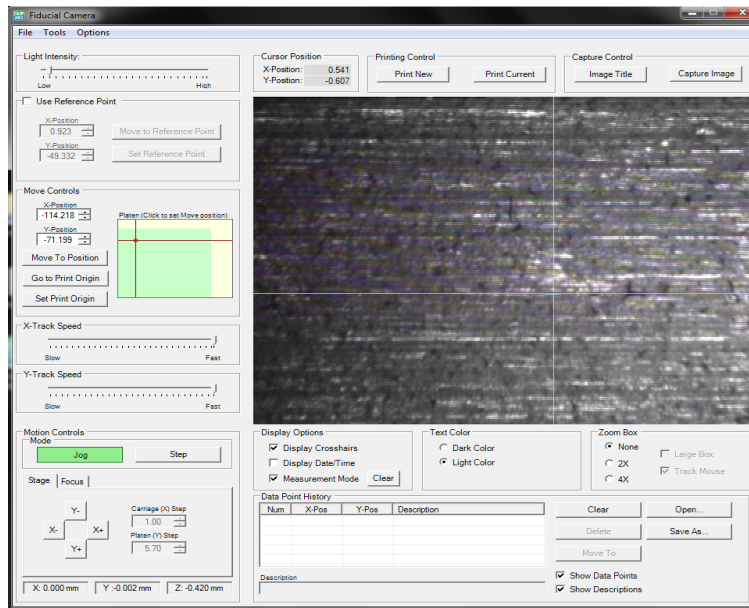 Fiducial Camera
File Tools Options
Light Intensity:
Low High
Cursor Position
X-Position: 0.541
Y-Position: -0.607
Printing Control
Print New Print Current
Capture Control
Image Title Capture Image
Use Reference Point
X-Position
0.923
Move to Reference Point
Y-Position
-49.332
Set Reference Point
Move Controls
X-Position
-114.218
Y-Position
-71.199
Platen (Click to set Move position)
Move To Position
Go to Print Origin
Set Print Origin
X-Track Speed
Slow Fast
Y-Track Speed
Slow Fast
Motion Controls
Mode
Jog Step
Stage Focus
Y-
X- X+
Y+
Carriage (X) Step
1.00
Platen (Y) Step
5.70
X: 0.000 mm Y :-0.002 mm Z: -0.420 mm
Display Options
Display Crosshairs
Display Date/Time
Measurement Mode Clear
Text Color
Dark Color
Light Color
Zoom Box
None
2X
4X
Large Box
Track Mouse
Data Point History
Num X-Pos Y-Pos Description
Description
Clear Open...
Delete Save As...
Move To
Show Data Points
Show Descriptions